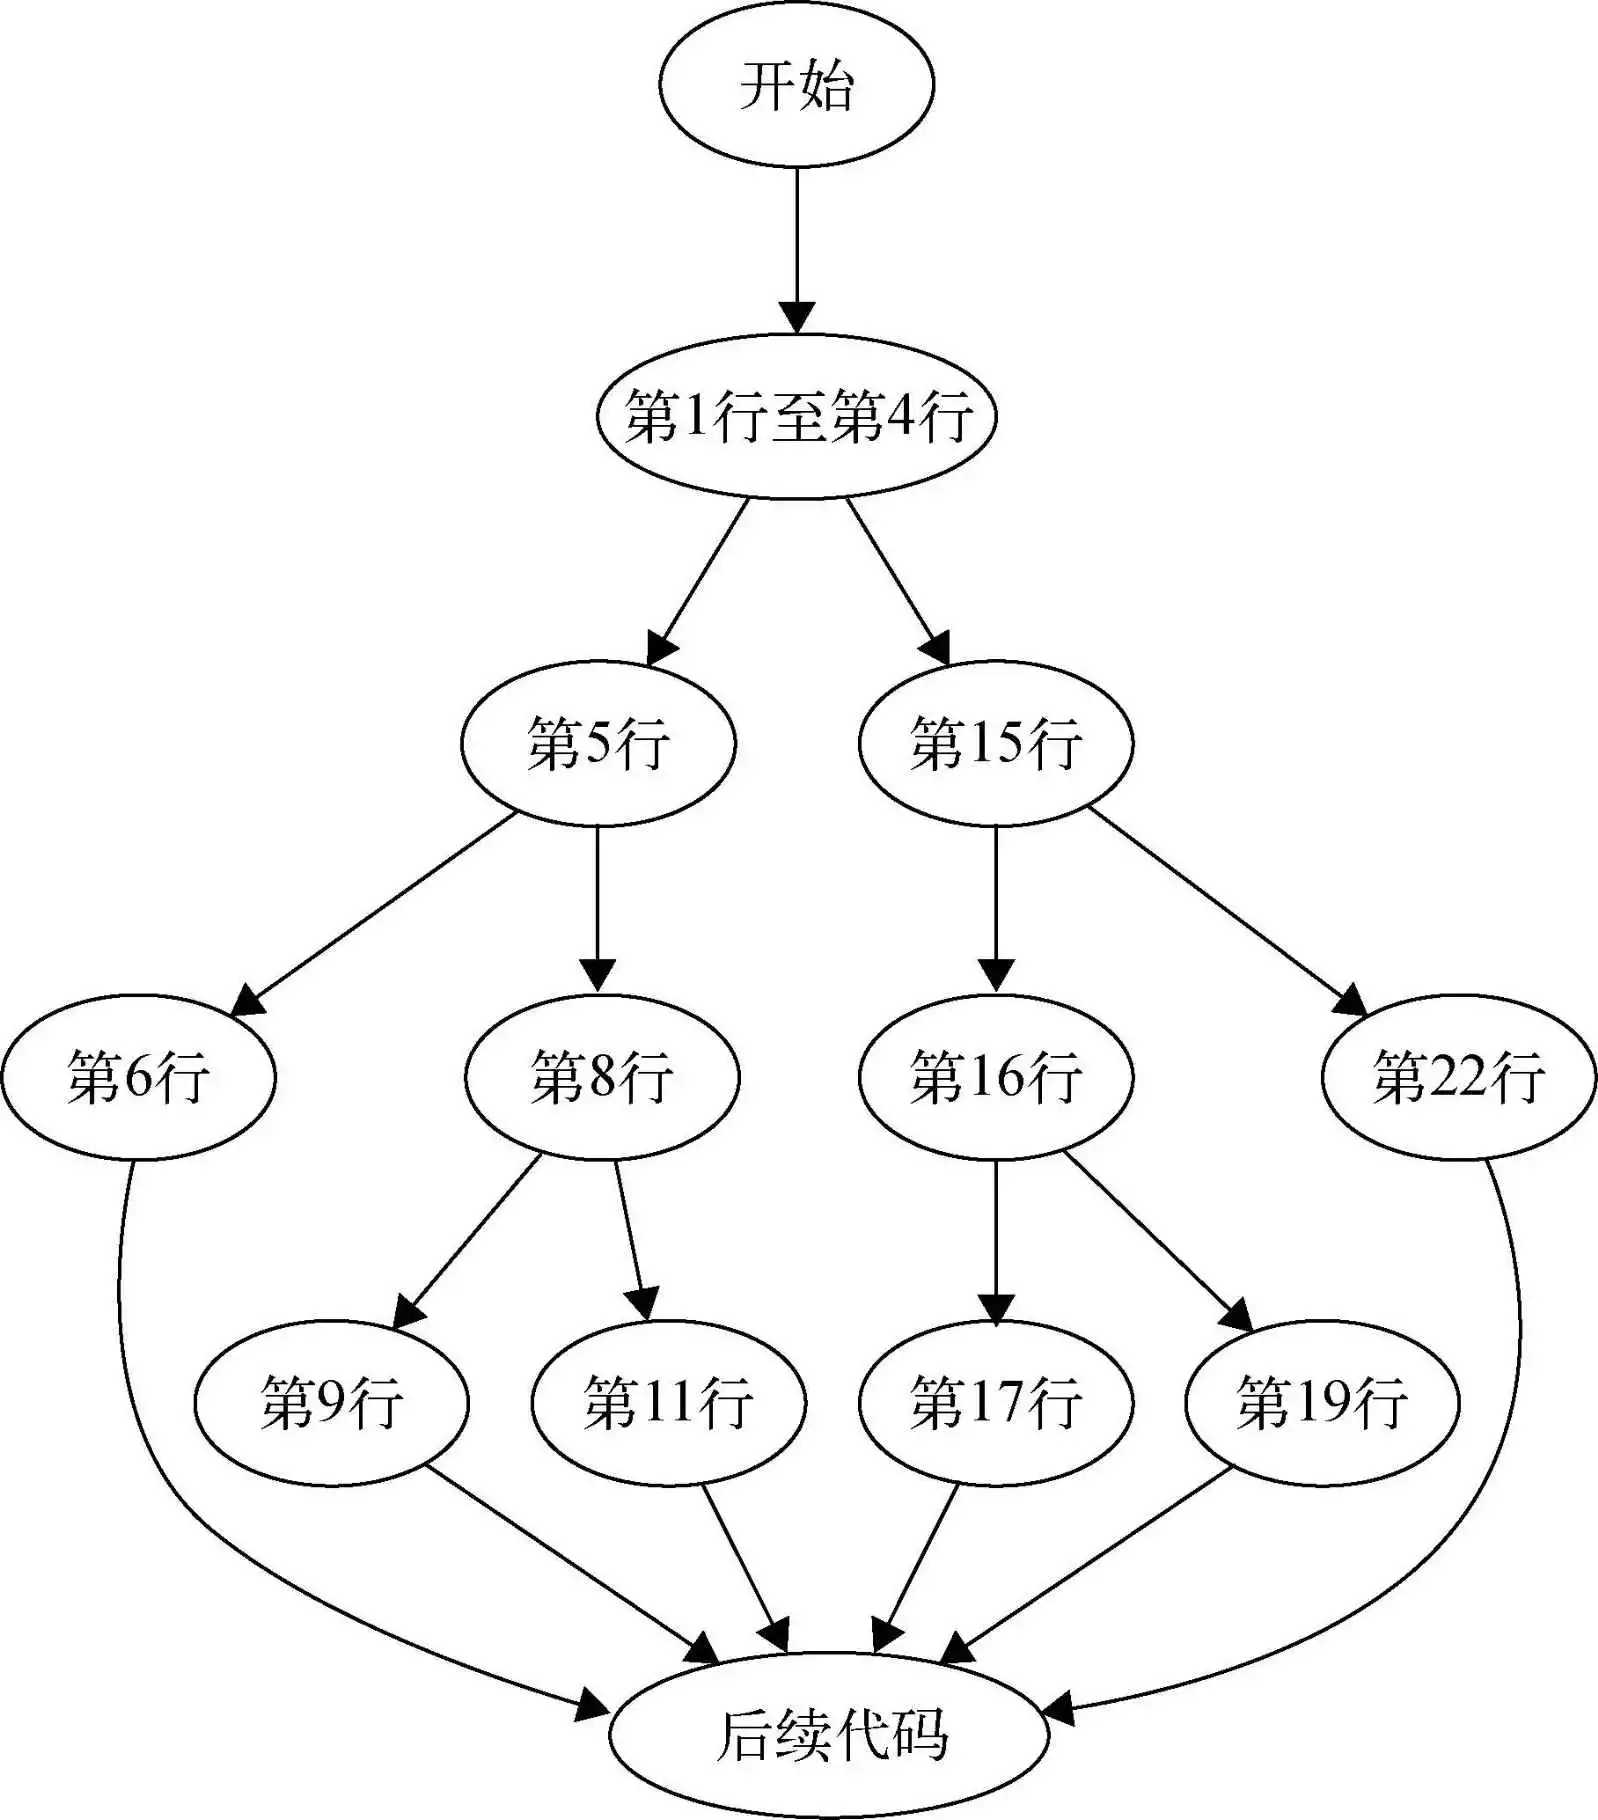 开始
第1行至第4行
第5行
第15行
第6行
第8行
第16行
第22行
第9行
第11行
第17行
第19行
后续代码